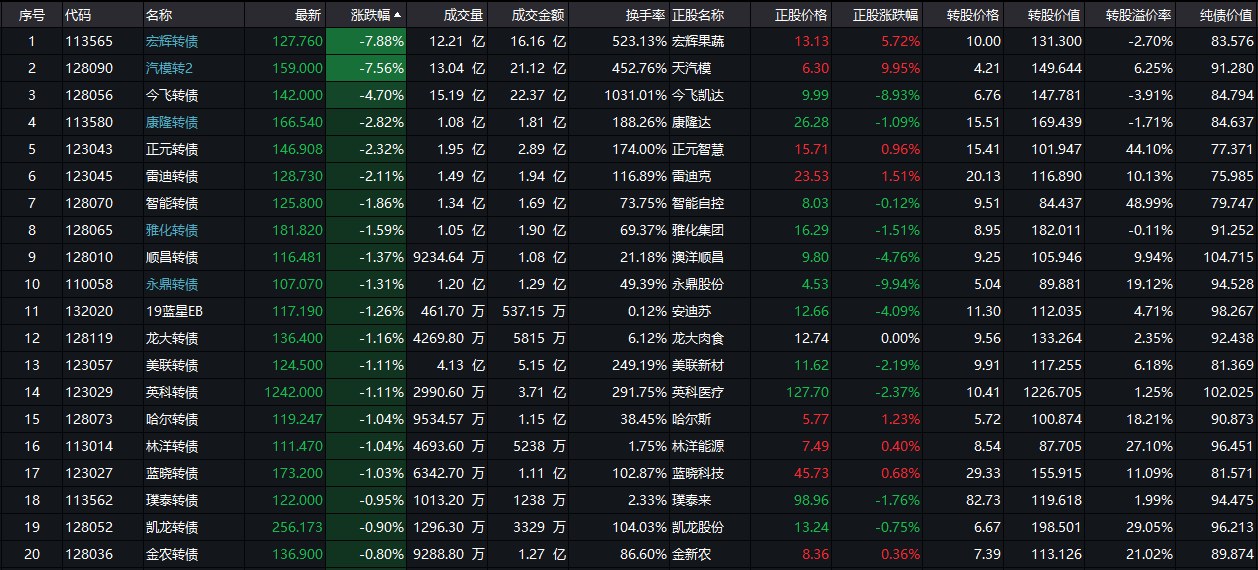 序号 代码 名称 最新 涨跌幅▲ 成交量 成交金额 换手率 正股名称 正股价格 正股涨跌幅 转股价格 转股价值 转股溢价率 纯债价值
1 113565 宏辉转债 127.760 -7.88% 12.21 亿 16.16 亿 523.13% 宏辉果蔬 13.13 5.72% 10.00 131.300 -2.70% 83.576
2 128090 汽模转2 159.000 -7.56% 13.04 亿 21.12 亿 452.76% 天汽模 6.30 9.95% 4.21 149.644 6.25% 91.280
3 128056 今飞转债 142.000 -4.70% 15.19 亿 22.37 亿 1031.01% 今飞凯达 9.99 -8.93% 6.76 147.781 -3.91% 84.794
4 113580 康隆转债 166.540 -2.82% 1.08 亿 1.81 亿 188.26% 康隆达 26.28 -1.09% 15.51 169.439 -1.71% 84.637
5 123043 正元转债 146.908 -2.32% 1.95 亿 2.89 亿 174.00% 正元智慧 15.71 0.96% 15.41 101.947 44.10% 77.371
6 123045 雷迪转债 128.730 -2.11% 1.49 亿 1.94 亿 116.89% 雷迪克 23.53 1.51% 20.13 116.890 10.13% 75.985
7 128070 智能转债 125.800 -1.86% 1.34 亿 1.69 亿 73.75% 智能自控 8.03 -0.12% 9.51 84.437 48.99% 79.747
8 128065 雅化转债 181.820 -1.59% 1.05 亿 1.90 亿 69.37% 雅化集团 16.29 -1.51% 8.95 182.011 -0.11% 91.252
9 128010 顺昌转债 116.481 -1.37% 9234.64 万 1.08 亿 21.18% 澳洋顺昌 9.80 -4.76% 9.25 105.946 9.94% 104.715
10 110058 永鼎转债 107.070 -1.31% 1.20 亿 1.29 亿 49.39% 永鼎股份 4.53 -9.94% 5.04 89.881 19.12% 94.528
11 132020 19蓝星EB 117.190 -1.26% 461.70 万 537.15 万 0.12% 安迪苏 12.66 -4.09% 11.30 112.035 4.71% 98.267
12 128119 龙大转债 136.400 -1.16% 4269.80 万 5815 万 6.12% 龙大肉食 12.74 0.00% 9.56 133.264 2.35% 92.438
13 123057 美联转债 124.500 -1.11% 4.13 亿 5.15 亿 249.19% 美联新材 11.62 -2.19% 9.91 117.255 6.18% 81.369
14 123029 英科转债 1242.000 -1.11% 2990.60 万 3.71 亿 291.75% 英科医疗 127.70 -2.37% 10.41 1226.705 1.25% 102.025
15 128073 哈尔转债 119.247 -1.04% 9534.57 万 1.15 亿 38.45% 哈尔斯 5.77 1.23% 5.72 100.874 18.21% 90.873
16 113014 林洋转债 111.470 -1.04% 4693.60 万 5238 万 1.75% 林洋能源 7.49 0.40% 8.54 87.705 27.10% 96.451
17 123027 蓝晓转债 173.200 -1.03% 6342.70 万 1.11 亿 102.87% 蓝晓科技 45.73 0.68% 29.33 155.915 11.09% 81.571
18 113562 璞泰转债 122.000 -0.95% 1013.20 万 1238 万 2.33% 璞泰来 98.96 -1.76% 82.73 119.618 1.99% 94.475
19 128052 凯龙转债 256.173 -0.90% 1296.30 万 3329 万 104.03% 凯龙股份 13.24 -0.75% 6.67 198.501 29.05% 96.213
20 128036 金农转债 136.900 -0.80% 9288.80 万 1.27 亿 86.60% 金新农 8.36 0.36% 7.39 113.126 21.02% 89.874